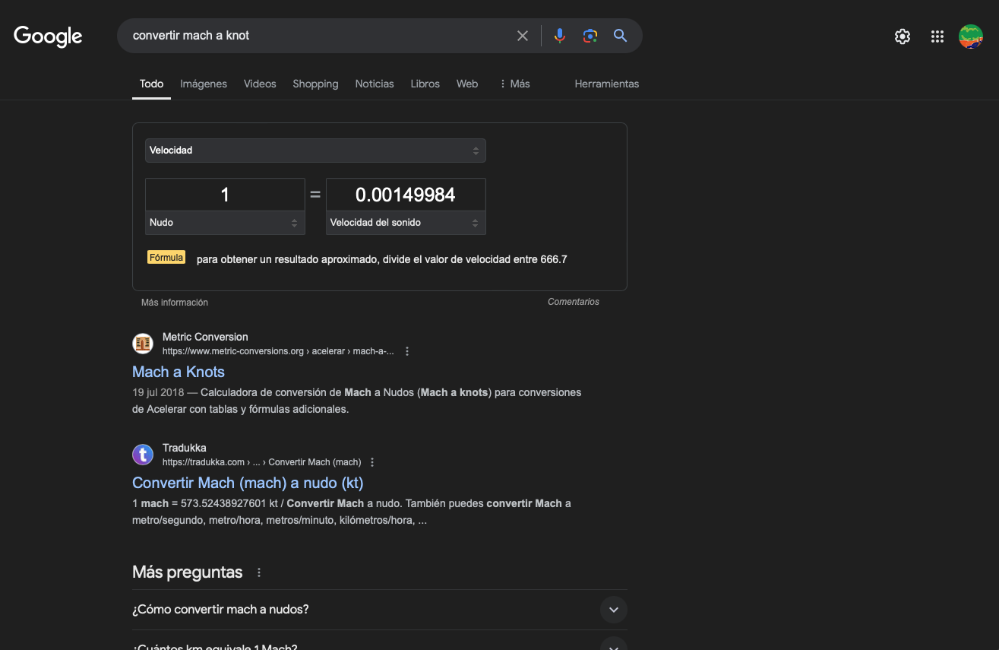 Google
convertir mach a knot
Todo
Imágenes
Videos
Shopping
Noticias
Libros
Web
Más
Herramientas
Velocidad
1 = 0.00149984
Nudo
Velocidad del sonido
Fórmula para obtener un resultado aproximado, divide el valor de velocidad entre 666.7
Más información
Comentarios
Metric Conversion
https://www.metric-conversions.org › acelerar › mach-a-...
Mach a Knots
19 jul 2018 — Calculadora de conversión de Mach a Nudos (Mach a knots) para conversiones
de Acelerar con tablas y fórmulas adicionales.
t
Tradukka
https://tradukka.com › ... › Convertir Mach (mach)
Convertir Mach (mach) a nudo (kt)
1 mach = 573.52438927601 kt / Convertir Mach a nudo. También puedes convertir Mach a
metro/segundo, metro/hora, metros/minuto, kilómetros/hora, ...
Más preguntas
¿Cómo convertir mach a nudos?
¿Cuántos km equivale 1 Mach?